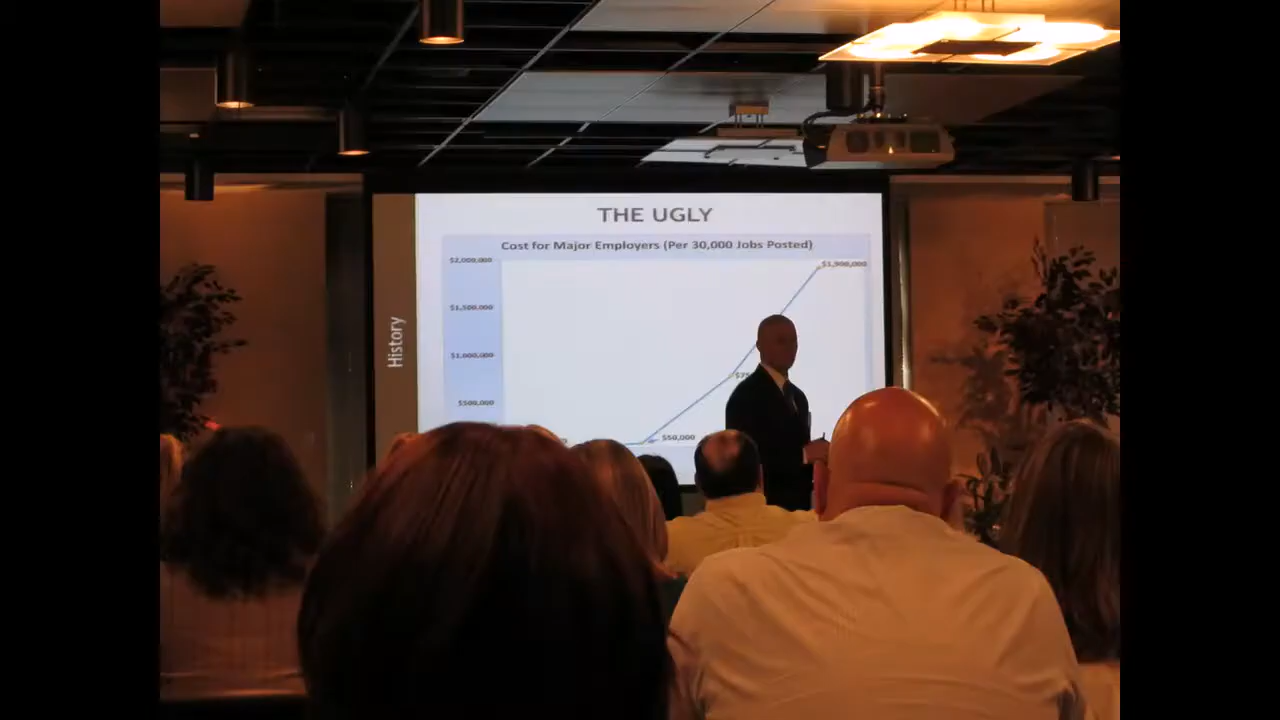 THE UGLY
Cost for Major Employers (Per 30,000 Jobs Posted)
$2,000,000
$1,900,000
$1,500,000
History
$1,000,000
$500,000
$50,000